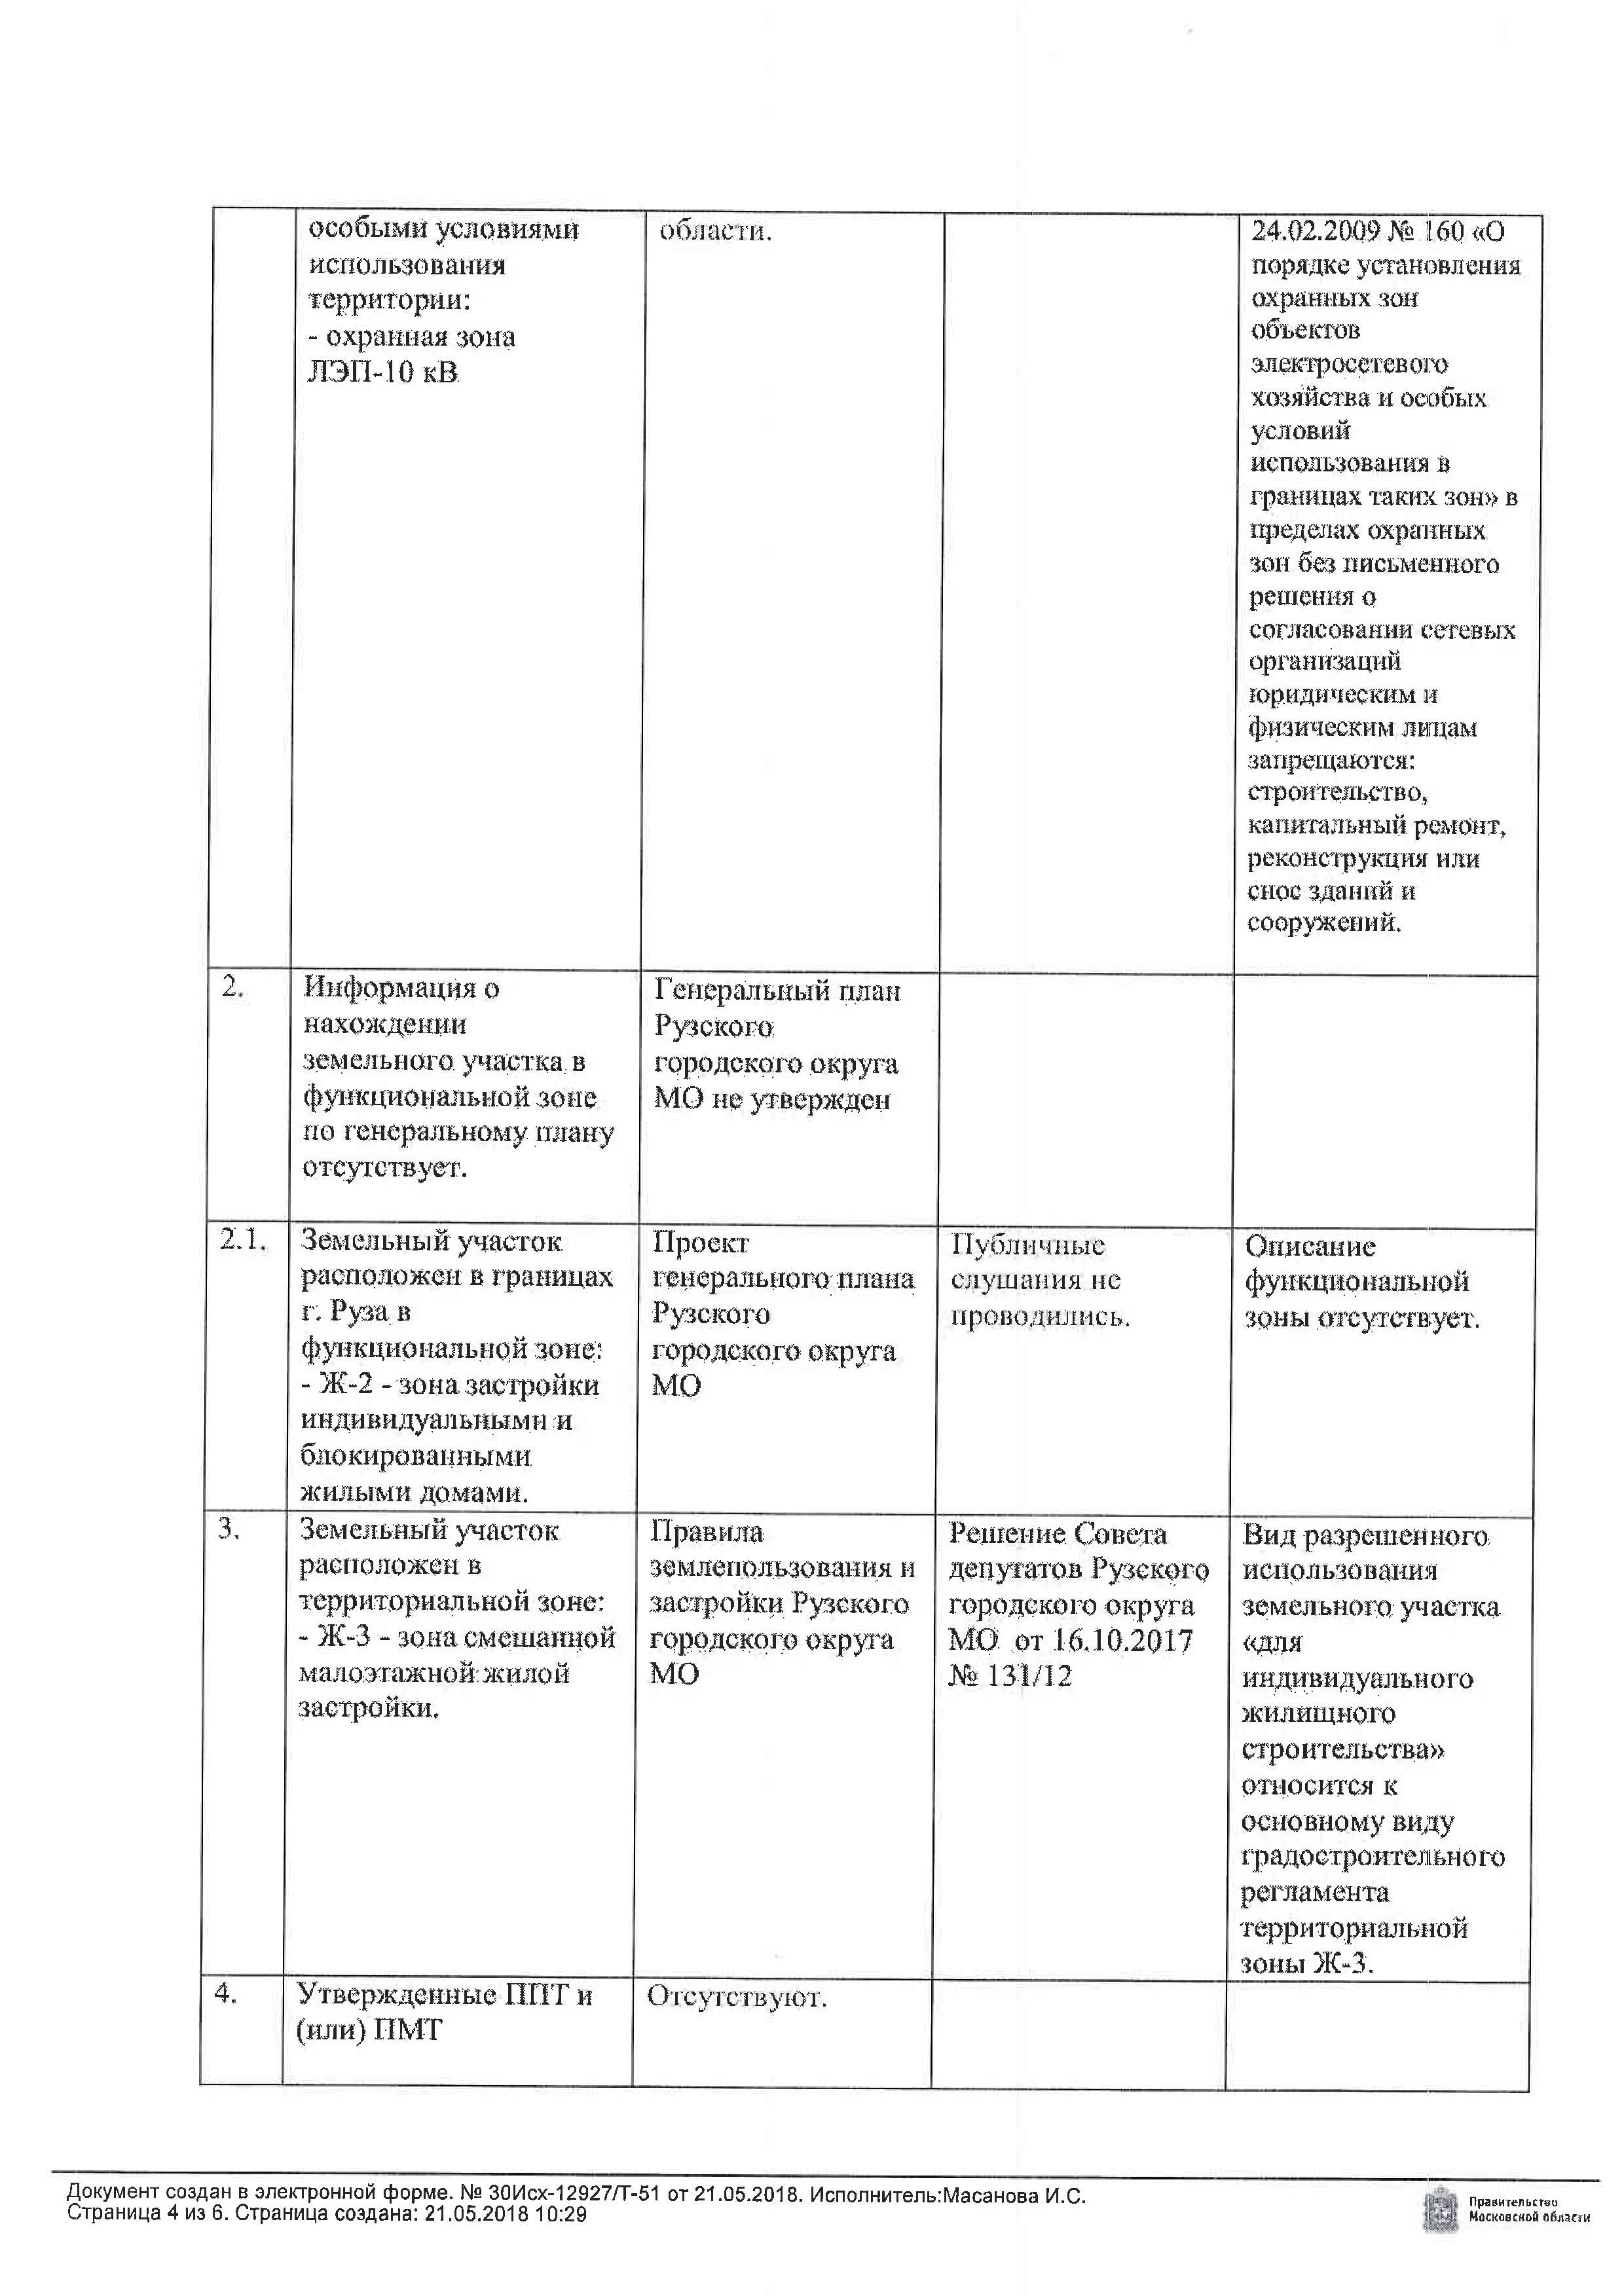 особыми условиями
использования
территории:
- охранная зона
ЛЭП-10 кВ
области.
24.02.2009 № 160 «О
порядке установления
охранных зон
объектов
электросетевого
хозяйства и особых
условий
использования в
границах таких зон» в
пределах охранных
зон без письменного
решения о
согласовании сетевых
организаций
юридическим и
физическим лицам
запрещаются:
строительство,
капитальный ремонт,
реконструкция или
снос зданий и
сооружений.
2.
Информация о
нахождении
земельного участка в
функциональной зоне
по генеральному плану
отсутствует.
Генеральный план
Рузского
городского округа
МО не утвержден
2.1.
Земельный участок
расположен в границах
г. Руза в
функциональной зоне:
- Ж-2 - зона застройки
индивидуальными и
блокированными
жилыми домами.
Проект
генерального плана
Рузского
городского округа
МО
Публичные
слушания не
проводились.
Описание
функциональной
зоны отсутствует.
3.
Земельный участок
расположен в
территориальной зоне:
- Ж-3 - зона смешанной
малоэтажной жилой
застройки.
Правила
землепользования и
застройки Рузского
городского округа
МО
Решение Совета
депутатов Рузского
городского округа
МО от 16.10.2017
№ 131/12
Вид разрешенного
использования
земельного участка
«для
индивидуального
жилищного
строительства»
относится к
основному виду
градостроительного
регламента
территориальной
зоны Ж-3.
4.
Утвержденные ППТ и
(или) ПМТ
Отсутствуют.
Документ создан в электронной форме. № 30Исх-12927/Т-51 от 21.05.2018. Исполнитель:Масанова И.С.
Страница 4 из 6. Страница создана: 21.05.2018 10:29
Правительство
Московской области